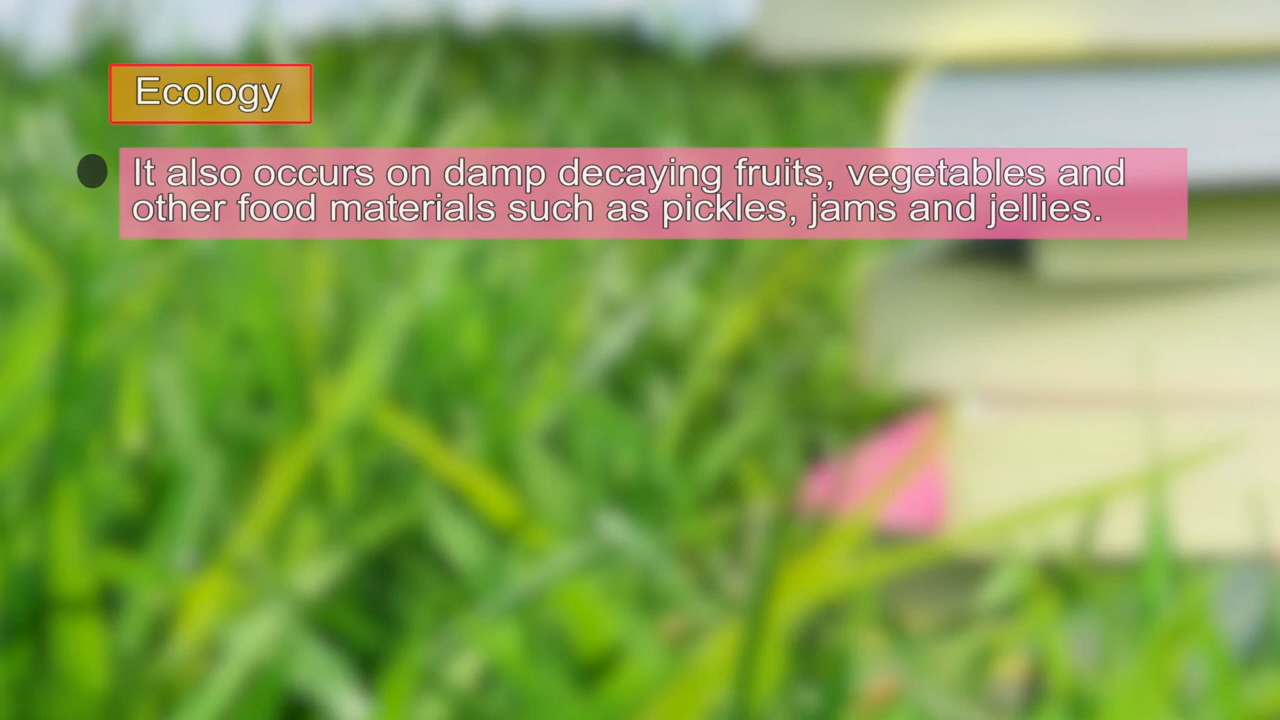 Ecology
It also occurs on damp decaying fruits, vegetables and
other food materials such as pickles, jams and jellies.